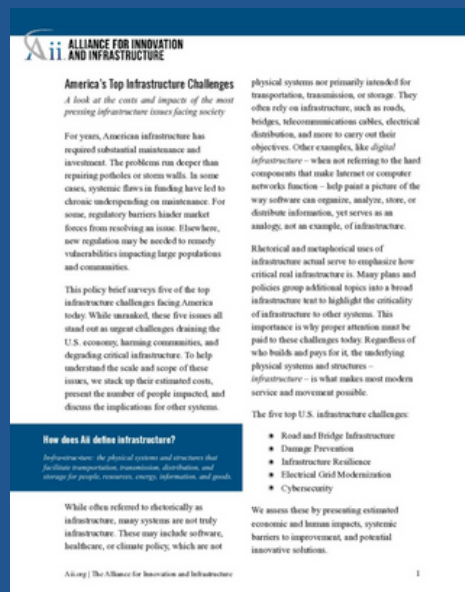 Aii ALLIANCE FOR INNOVATION
AND INFRASTRUCTURE
America's Top Infrastructure Challenges
A look at the costs and impacts of the most
pressing infrastructure issues facing society
For years, American infrastructure has
required substantial maintenance and
investment. The problems run deeper than
repairing potholes or storm walls. In some
cases, systemic flaws in funding have led to
chronic underspending on maintenance. For
some, regulatory barriers hinder market
forces from resolving an issue. Elsewhere,
new regulation may be needed to remedy
vulnerabilities impacting large populations
and communities.
This policy brief surveys five of the top
infrastructure challenges facing America
today. While unranked, these five issues all
stand out as urgent challenges draining the
U.S. economy, harming communities, and
degrading critical infrastructure. To help
understand the scale and scope of these
issues, we stack up their estimated costs,
present the number of people impacted, and
discuss the implications for other systems.
How does Aii define infrastructure?
Infrastructure: the physical systems and structures that
facilitate transportation, transmission, distribution, and
storage for people, resources, energy, information, and goods.
While often referred to rhetorically as
infrastructure, many systems are not truly
infrastructure. These may include software,
healthcare, or climate policy, which are not
physical systems nor primarily intended for
transportation, transmission, or storage. They
often rely on infrastructure, such as roads,
bridges, telecommunications cables, electrical
distribution, and more to carry out their
objectives. Other examples, like digital
infrastructure – when not referring to the hard
components that make Internet or computer
networks function – help paint a picture of the
way software can organize, analyze, store, or
distribute information, yet serves as an
analogy, not an example, of infrastructure.
Rhetorical and metaphorical uses of
infrastructure actual serve to emphasize how
critical real infrastructure is. Many plans and
policies group additional topics into a broad
infrastructure tent to highlight the criticality
of infrastructure to other systems. This
importance is why proper attention must be
paid to these challenges today. Regardless of
who builds and pays for it, the underlying
physical systems and structures –
infrastructure – is what makes most modern
service and movement possible.
The five top U.S. infrastructure challenges:
• Road and Bridge Infrastructure
• Damage Prevention
• Infrastructure Resilience
• Electrical Grid Modernization
• Cybersecurity
We assess these by presenting estimated
economic and human impacts, systemic
barriers to improvement, and potential
innovative solutions.
Aii.org | The Alliance for Innovation and Infrastructure 1